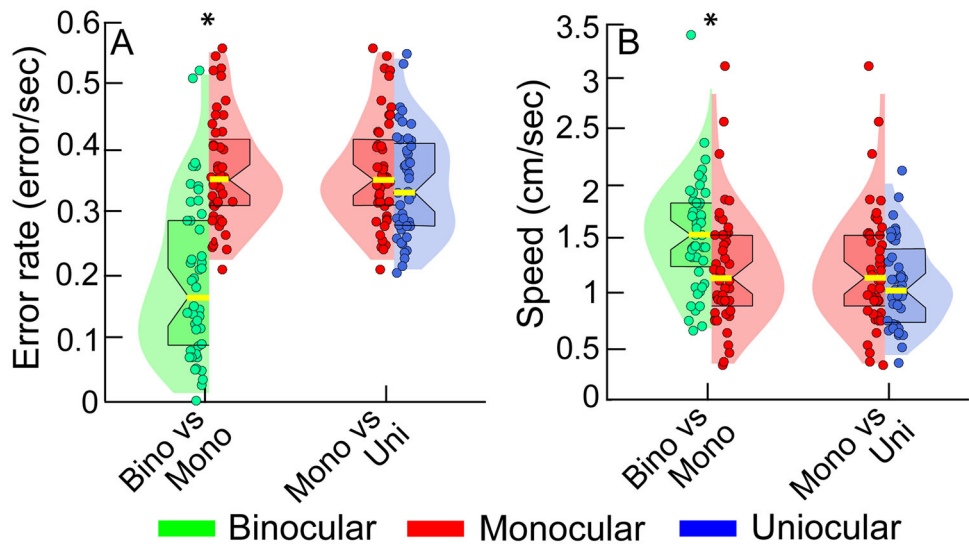 A
*
Error rate (error/sec)
0.6
0.5
0.4
0.3
0.2
0.1
0
Bino vs
Mono
Mono vs
Uni
B
*
Speed (cm/sec)
3.5
3
2.5
2
1.5
1
0.5
0
Bino vs
Mono
Mono vs
Uni
Binocular
Monocular
Uniocular